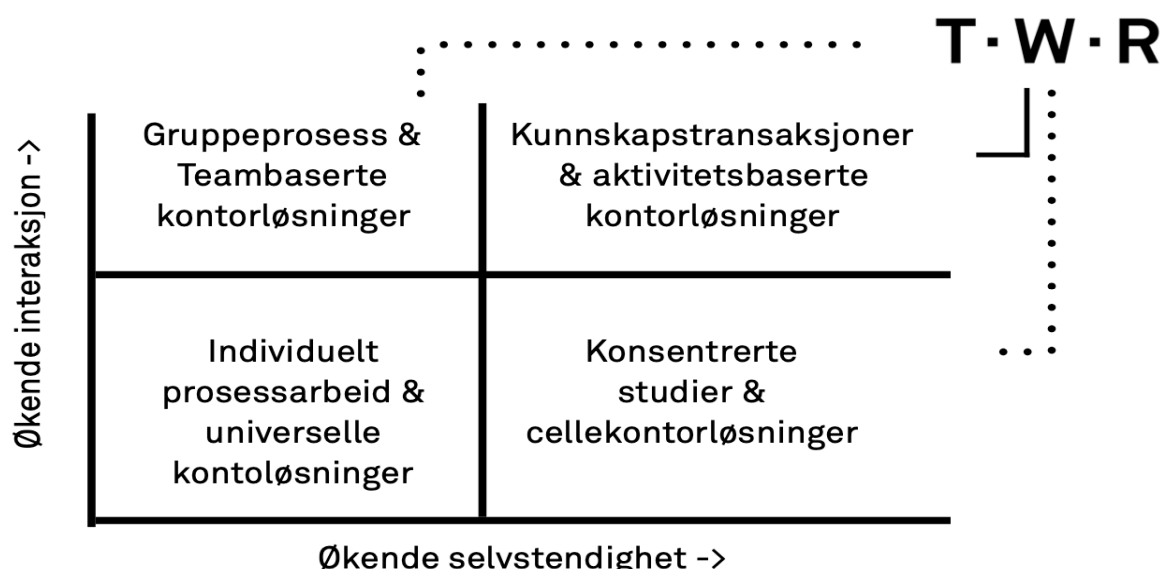 T·W·R
Gruppeprosess &
Teambaserte
kontorløsninger
Kunnskapstransaksjoner
& aktivitetsbaserte
kontorløsninger
Økende interaksjon ->
Individuelt
prosessarbeid &
universelle
kontoløsninger
Konsentrerte
studier &
cellekontorløsninger
Økende selvstendighet ->